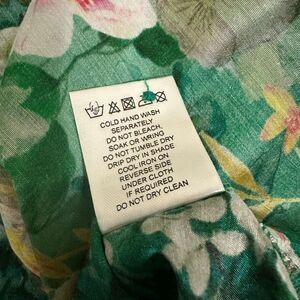 COLD HAND WASH
SEPARATELY
DO NOT BLEACH,
SOAK OR WRING
DO NOT TUMBLE DRY
DRIP DRY IN SHADE
COOL IRON ON
REVERSE SIDE
UNDER CLOTH
IF REQUIRED
DO NOT DRY CLEAN